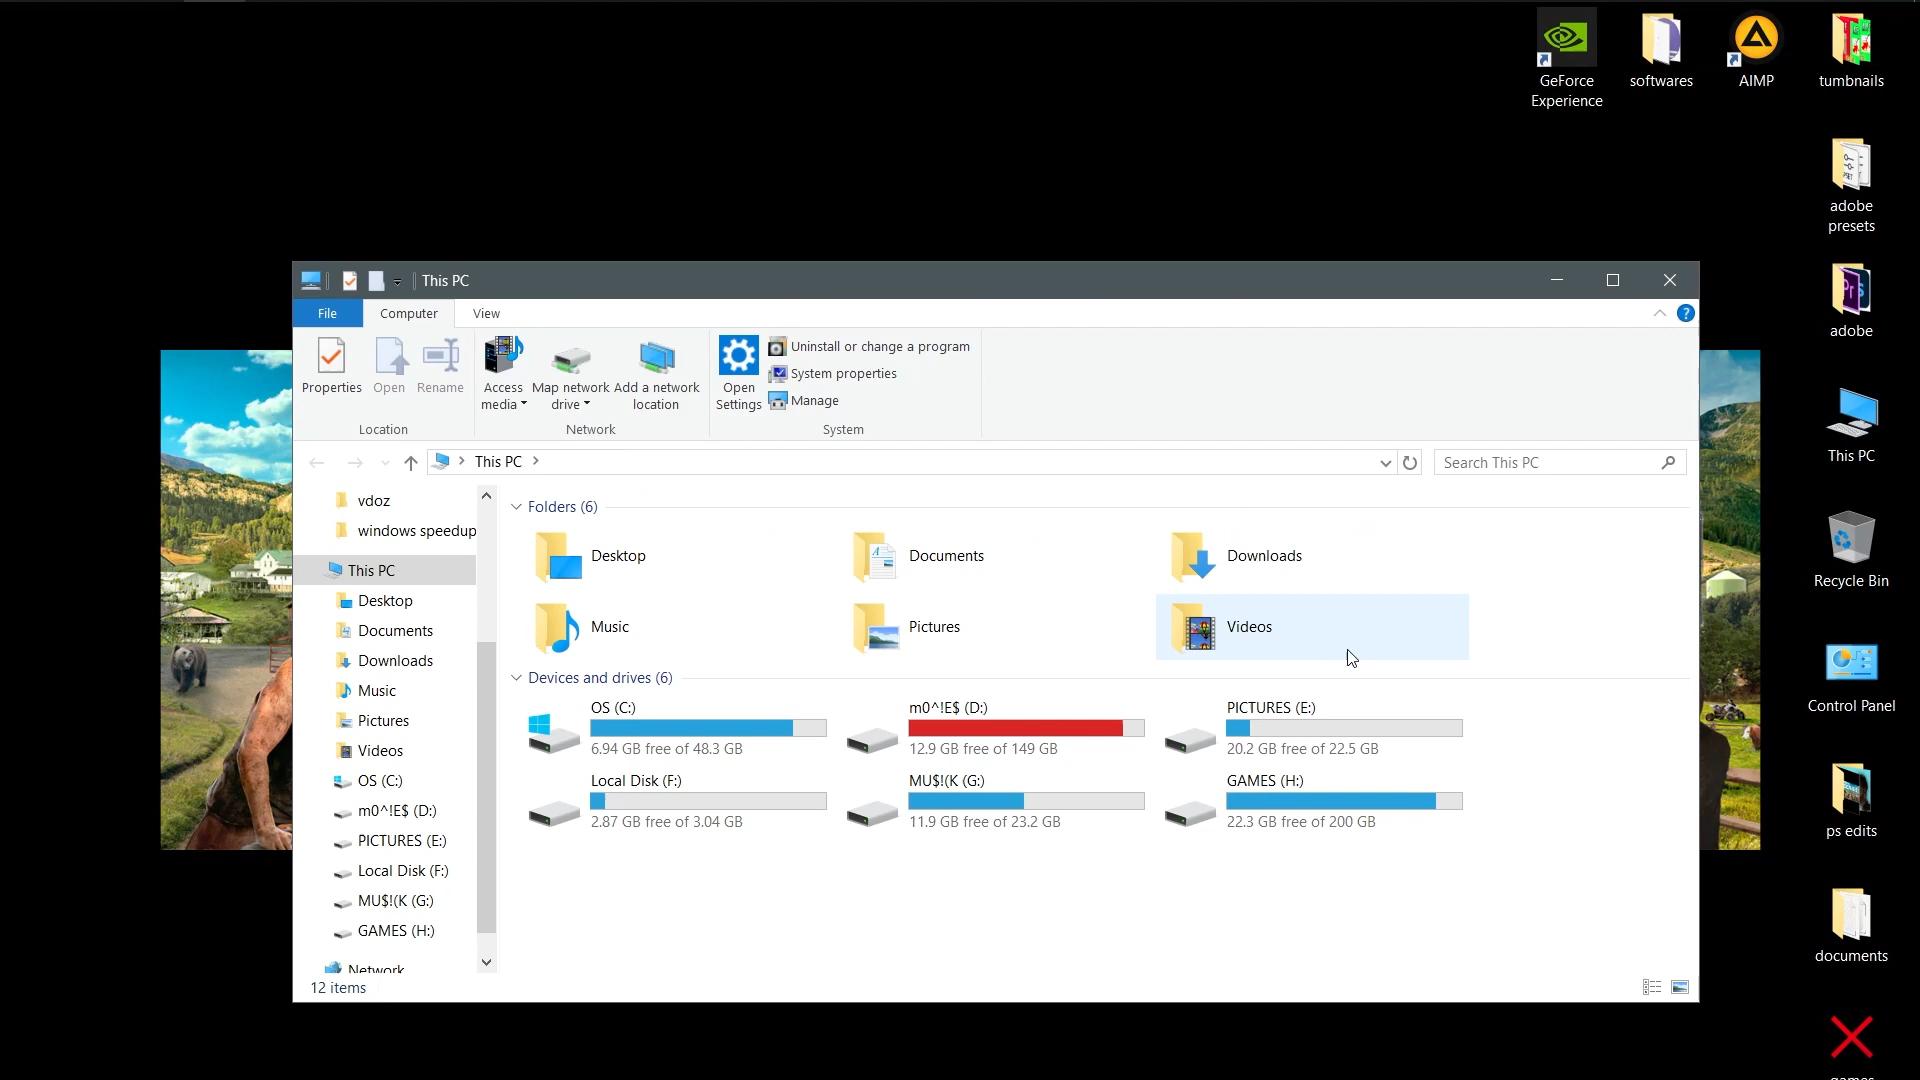 GeForce
Experience
softwares
AIMP
tumbnails
adobe
presets
adobe
This PC
Recycle Bin
Control Panel
ps edits
documents
This PC
File
Computer
View
Properties
Open
Rename
Access
media
Map network
drive
Add a network
location
Open
Settings
Uninstall or change a program
System properties
Manage
Location
Network
System
This PC
Search This PC
vdoz
windows speedup
This PC
Desktop
Documents
Downloads
Music
Pictures
Videos
OS (C:)
m0^!E$ (D:)
PICTURES (E:)
Local Disk (F:)
MU$!(K (G:)
GAMES (H:)
Network
Folders (6)
Desktop
Documents
Downloads
Music
Pictures
Videos
Devices and drives (6)
OS (C:)
6.94 GB free of 48.3 GB
m0^!E$ (D:)
12.9 GB free of 149 GB
PICTURES (E:)
20.2 GB free of 22.5 GB
Local Disk (F:)
2.87 GB free of 3.04 GB
MU$!(K (G:)
11.9 GB free of 23.2 GB
GAMES (H:)
22.3 GB free of 200 GB
12 items